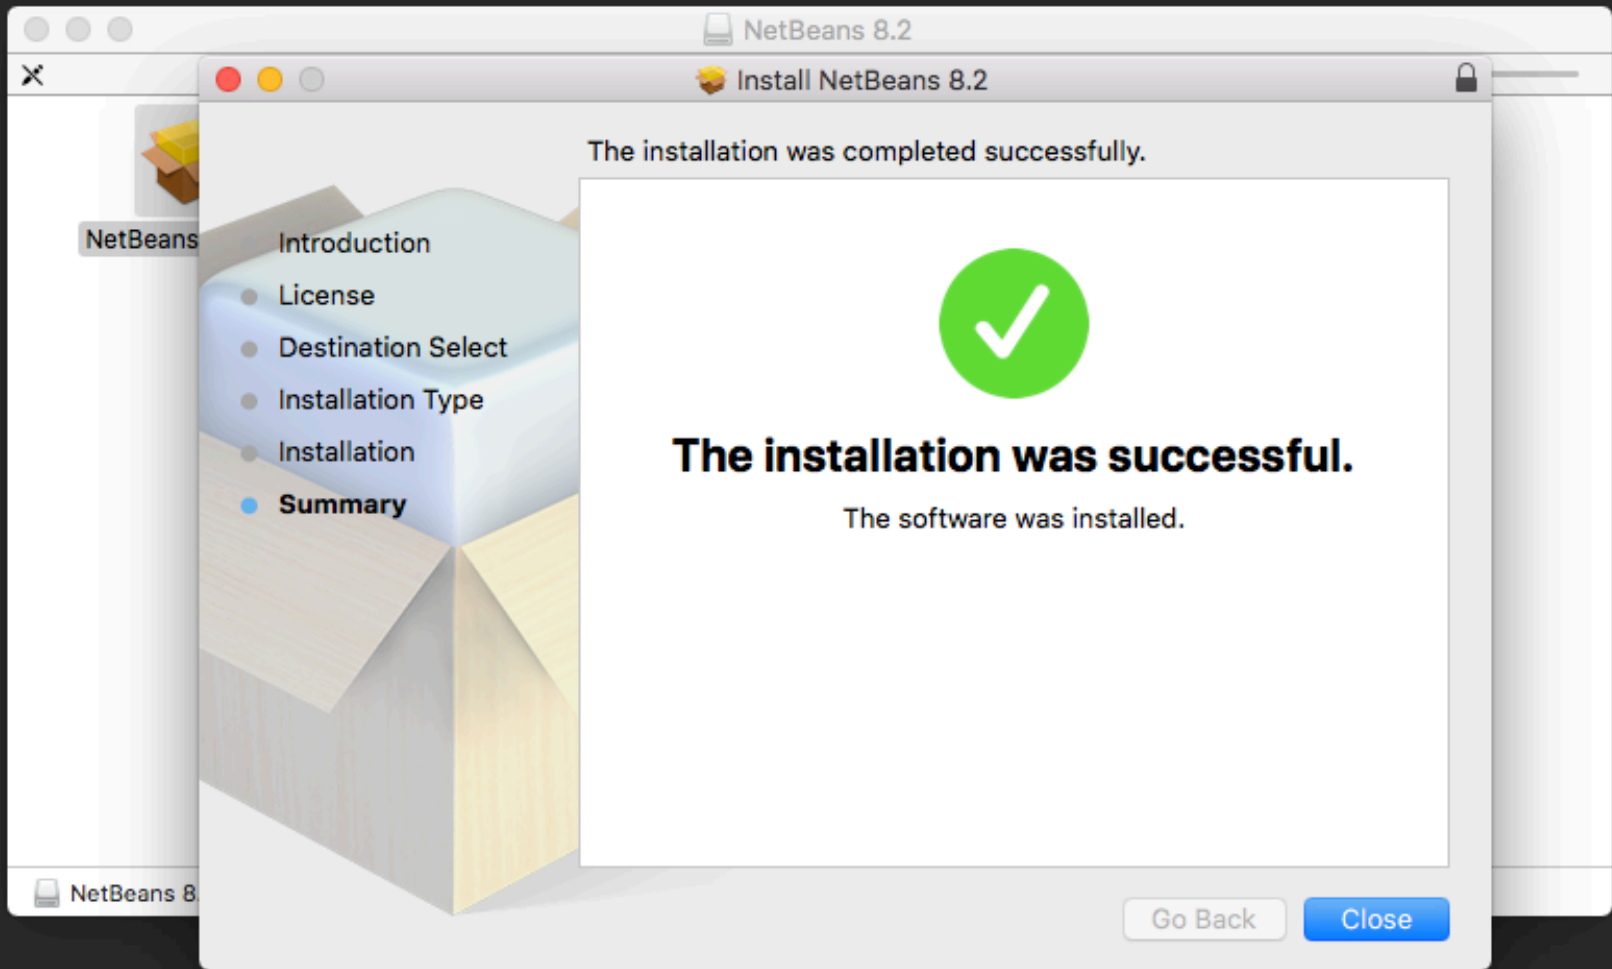 NetBeans 8.2
Install NetBeans 8.2
The installation was completed successfully.
NetBeans
Introduction
License
Destination Select
Installation Type
Installation
Summary
The installation was successful.
The software was installed.
NetBeans 8.
Go Back
Close